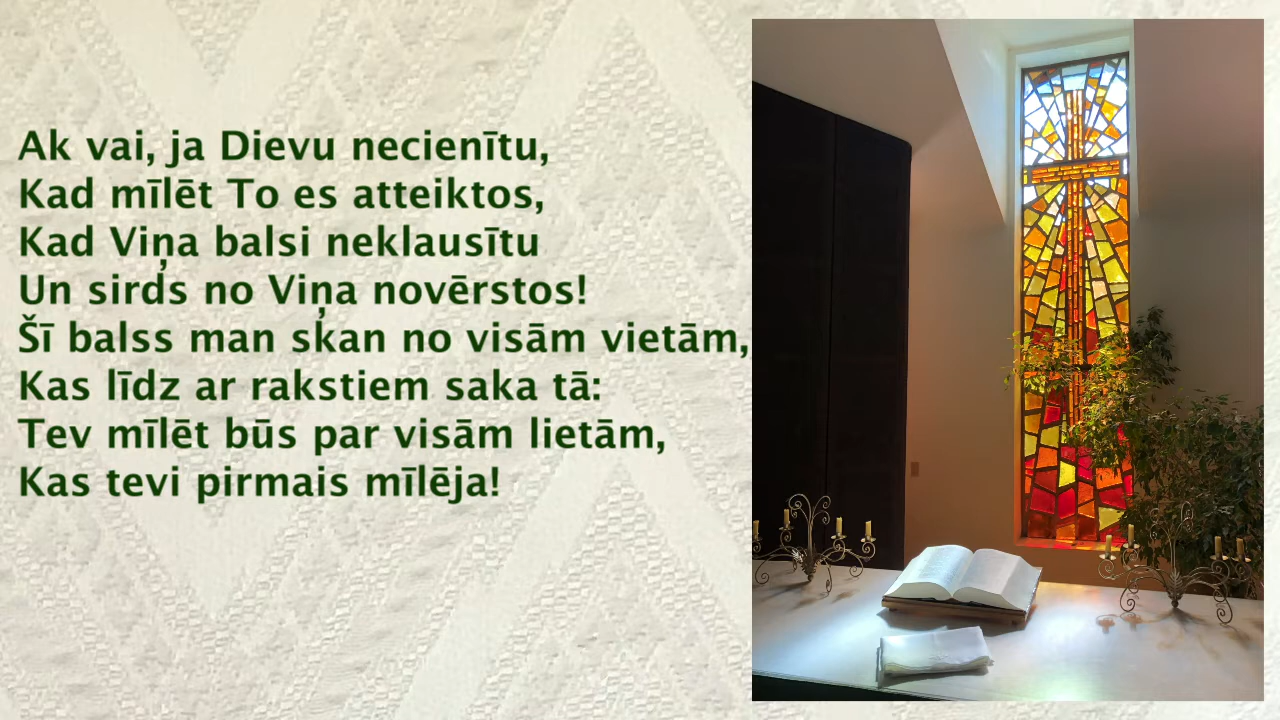 Ak vai, ja Dievu necienītu,
Kad mīlēt To es atteiktos,
Kad Viņa balsi neklausītu
Un sirds no Viņa novērstos!
Šī balss man skan no visām vietām,
Kas līdz ar rakstiem saka tā:
Tev mīlēt būs par visām lietām,
Kas tevi pirmais mīlēja!